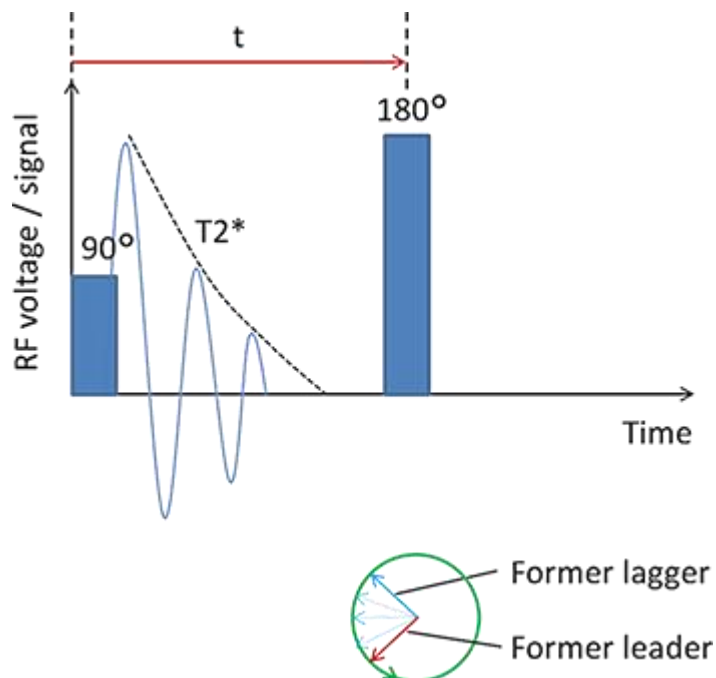 t
180°
90°
T2*
RF voltage / signal
Time
Former lagger
Former leader